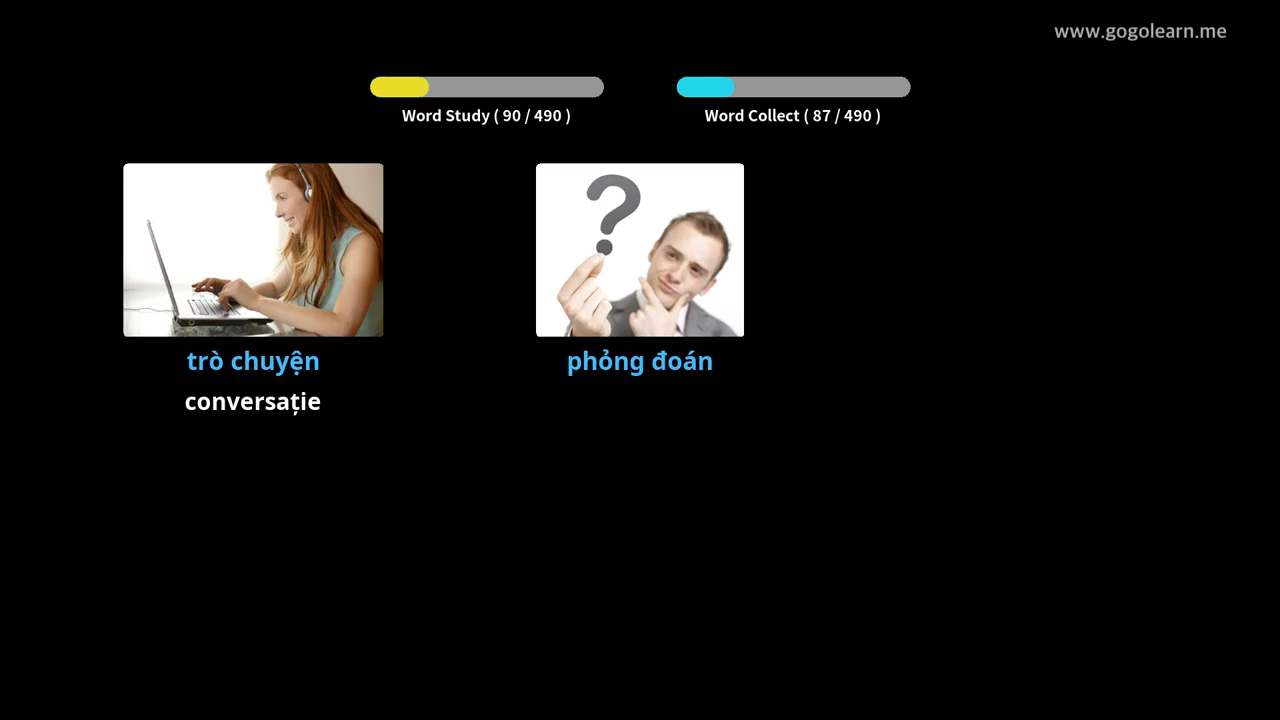 www.gogolearn.me
Word Study ( 90 / 490 )
Word Collect ( 87 / 490 )
trò chuyện
conversație
phỏng đoán